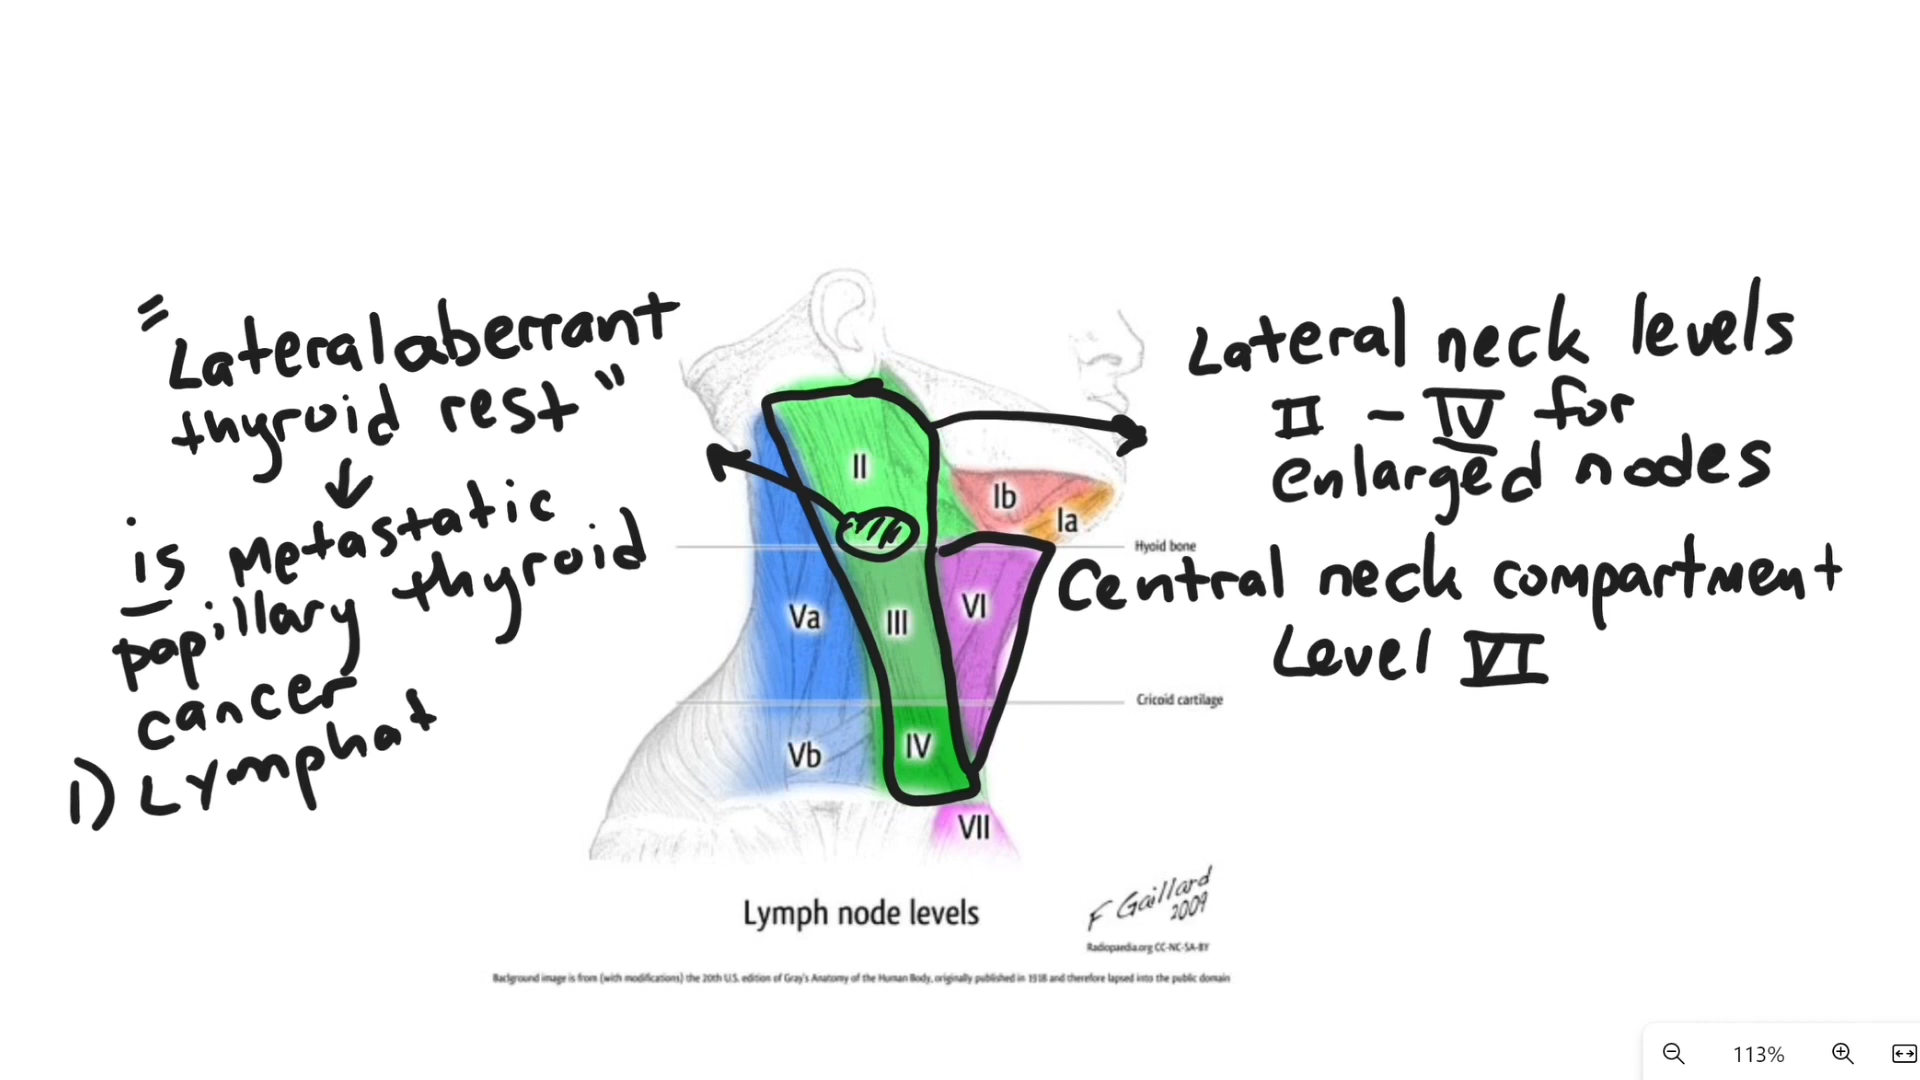 "Lateral aberrant
thyroid rest"
is Metastatic
papillary thyroid
cancer
1) Lymphat
Lateral neck levels
II - IV for
enlarged nodes
Central neck compartment
Level VI
II
Ib
Ia
Hyoid bone
Va
III
VI
Cricoid cartilage
Vb
IV
VII
Lymph node levels
F Gaillard
2009
Radiopaedia.org CC-NC-SA-BY
Background image is from (with modifications) the 20th U.S. edition of Gray's Anatomy of the Human Body, originally published in 1918 and therefore lapsed into the public domain
113%